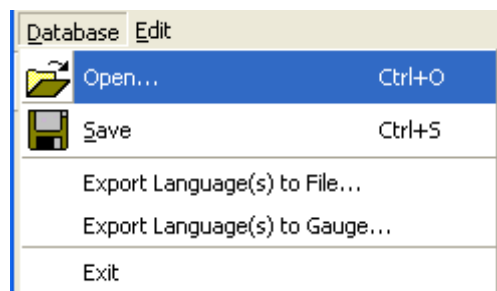 Database Edit
Open... Ctrl+O
Save Ctrl+S
Export Language(s) to File...
Export Language(s) to Gauge...
Exit